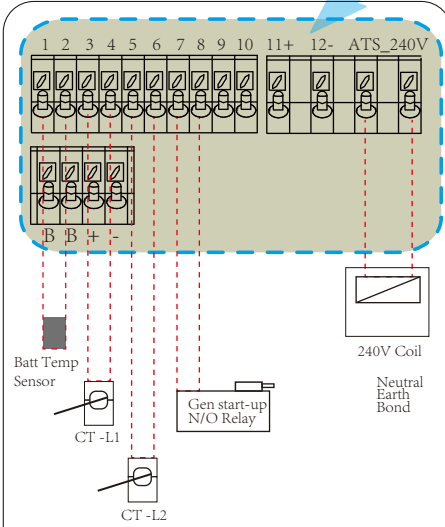 1 2 3 4 5 6 7 8 9 10 11+ 12- ATS_240V
B B + -
240V Coil
Batt Temp
Sensor
Neutral
Earth
Bond
Gen start-up
N/O Relay
CT -L1
CT -L2